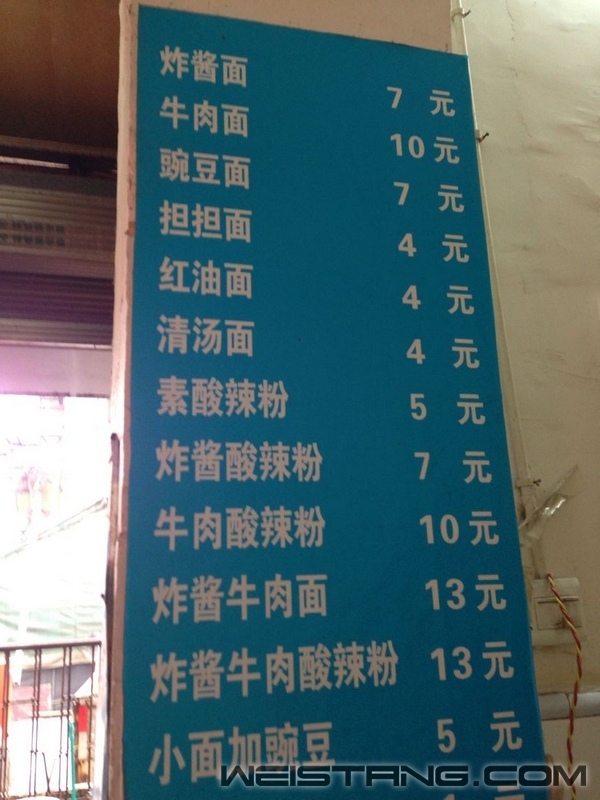 炸酱面 7 元
牛肉面 10 元
豌豆面 7 元
担担面 4 元
红油面 4 元
清汤面 4 元
素酸辣粉 5 元
炸酱酸辣粉 7 元
牛肉酸辣粉 10 元
炸酱牛肉面 13 元
炸酱牛肉酸辣粉 13 元
小面加豌豆 5 元
WEISTANG.COM